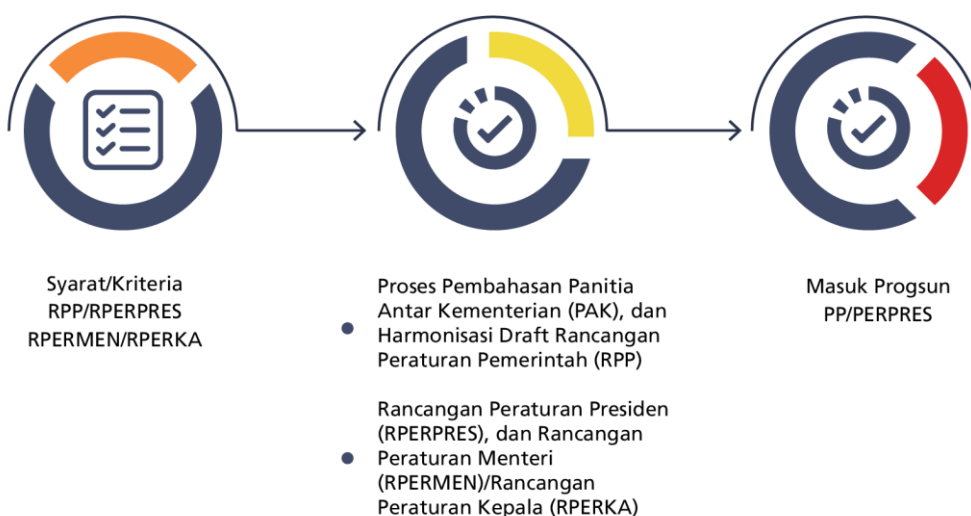 Syarat/Kriteria
RPP/RPERPRES
RPERMEN/RPERKA
Proses Pembahasan Panitia
Antar Kementerian (PAK), dan
Harmonisasi Draft Rancangan
Peraturan Pemerintah (RPP)
Rancangan Peraturan Presiden
(RPERPRES), dan Rancangan
Peraturan Menteri
(RPERMEN)/Rancangan
Peraturan Kepala (RPERKA)
Masuk Progsun
PP/PERPRES